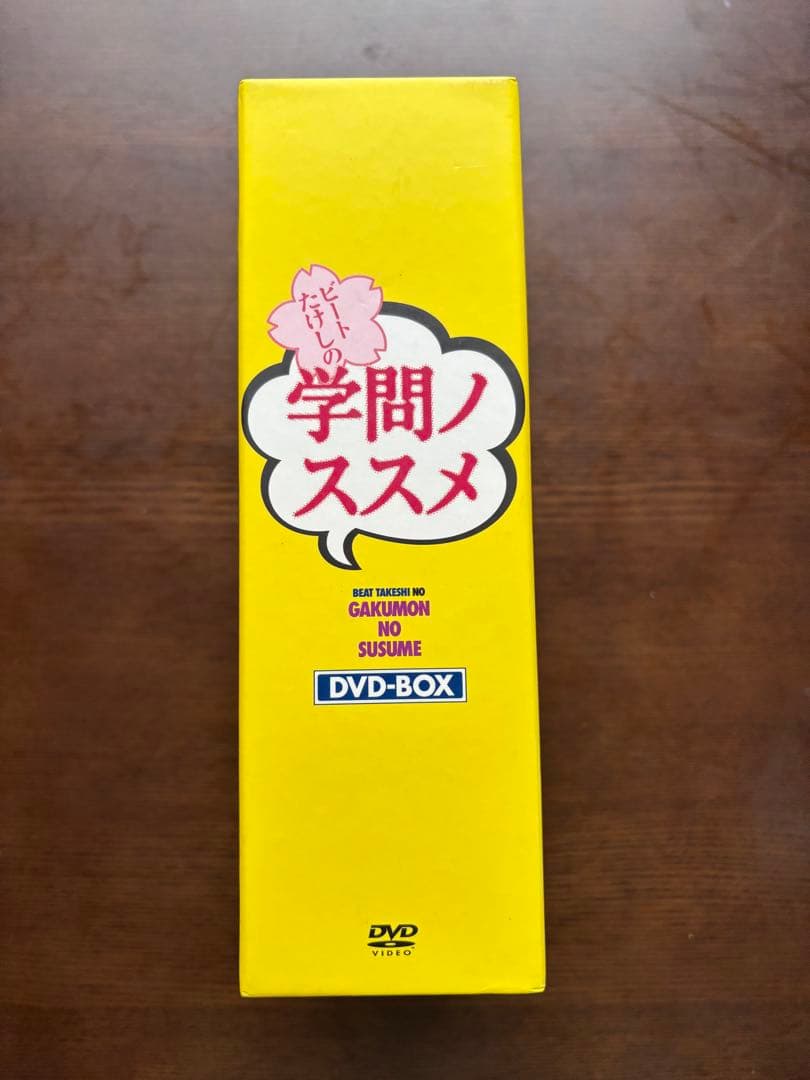 ビート
たけしの
学問ノ
ススメ
BEAT TAKESHI NO
GAKUMON
NO
SUSUME
DVD-BOX
DVD
VIDEO